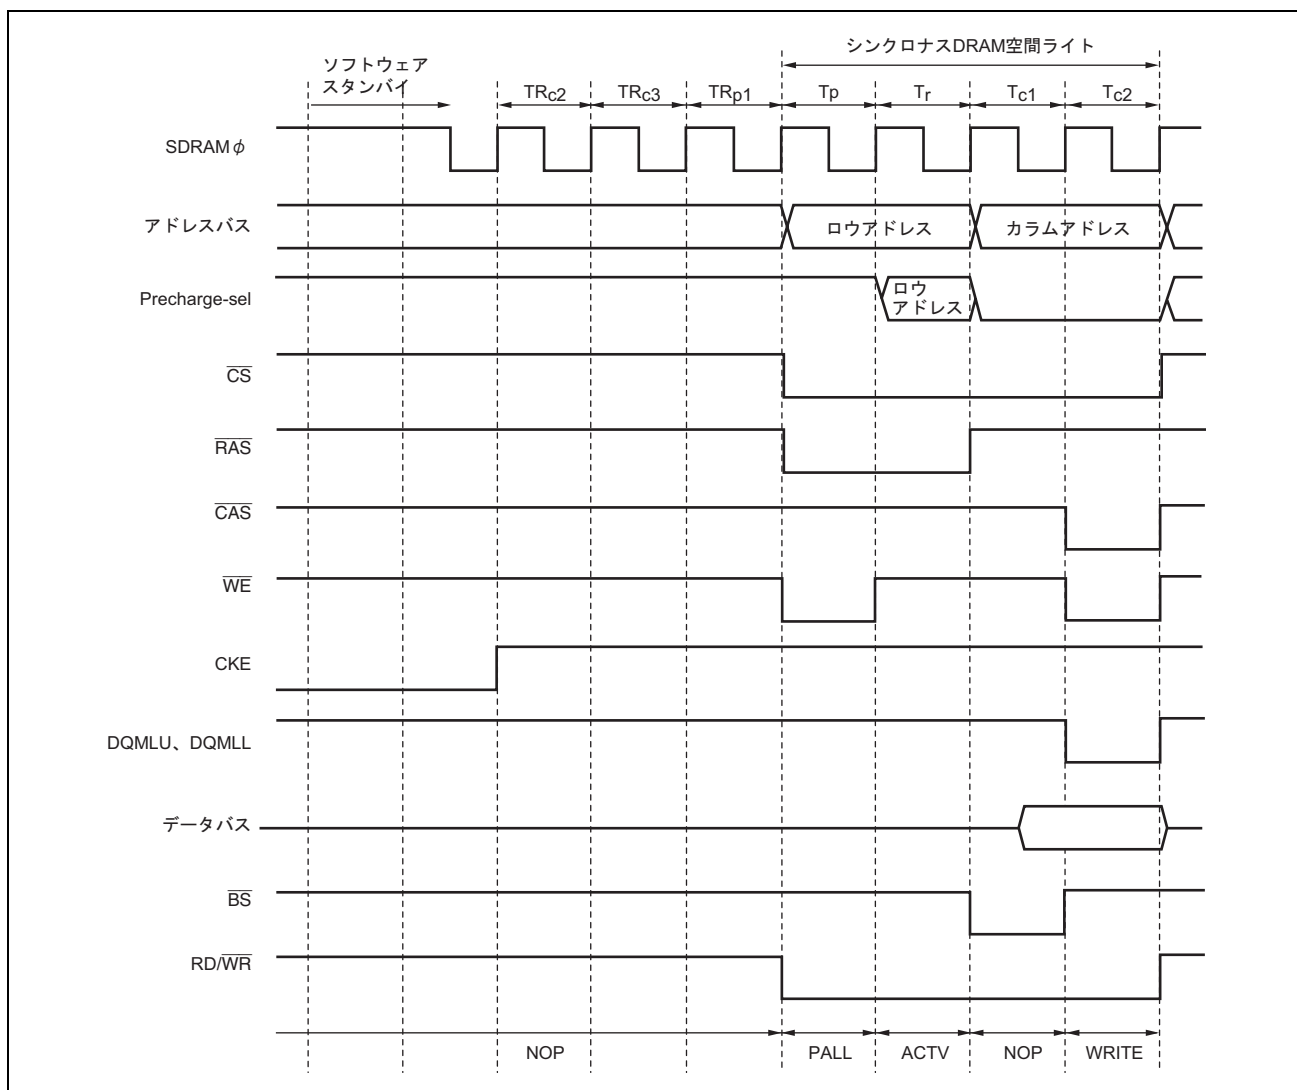 シンクロナスDRAM空間ライト
ソフトウェア
スタンバイ
TRc2 TRc3 TRp1 Tp Tr Tc1 Tc2
SDRAMφ
アドレスバス ロウアドレス カラムアドレス
Precharge-sel ロウ
アドレス
CS
RAS
CAS
WE
CKE
DQMLU、DQMLL
データバス
BS
RD/WR
NOP PALL ACTV NOP WRITE